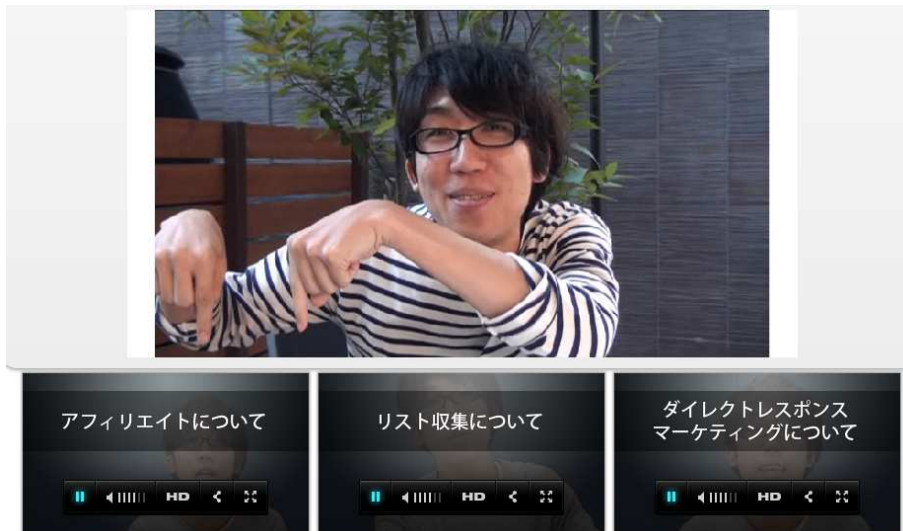 アフィリエイトについて
リスト収集について
ダイレクトレスポンス
マーケティングについて
HD
HD
HD